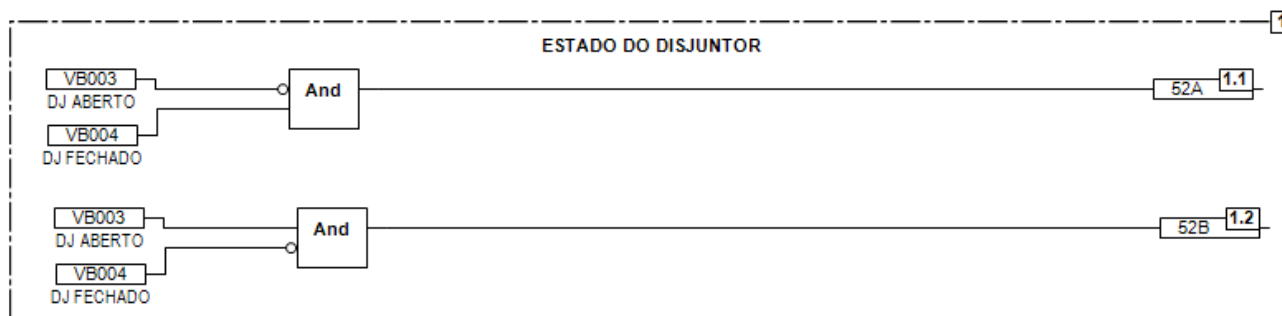 1
ESTADO DO DISJUNTOR
VB003
DJ ABERTO
And
52A
1.1
VB004
DJ FECHADO
VB003
DJ ABERTO
And
52B
1.2
VB004
DJ FECHADO